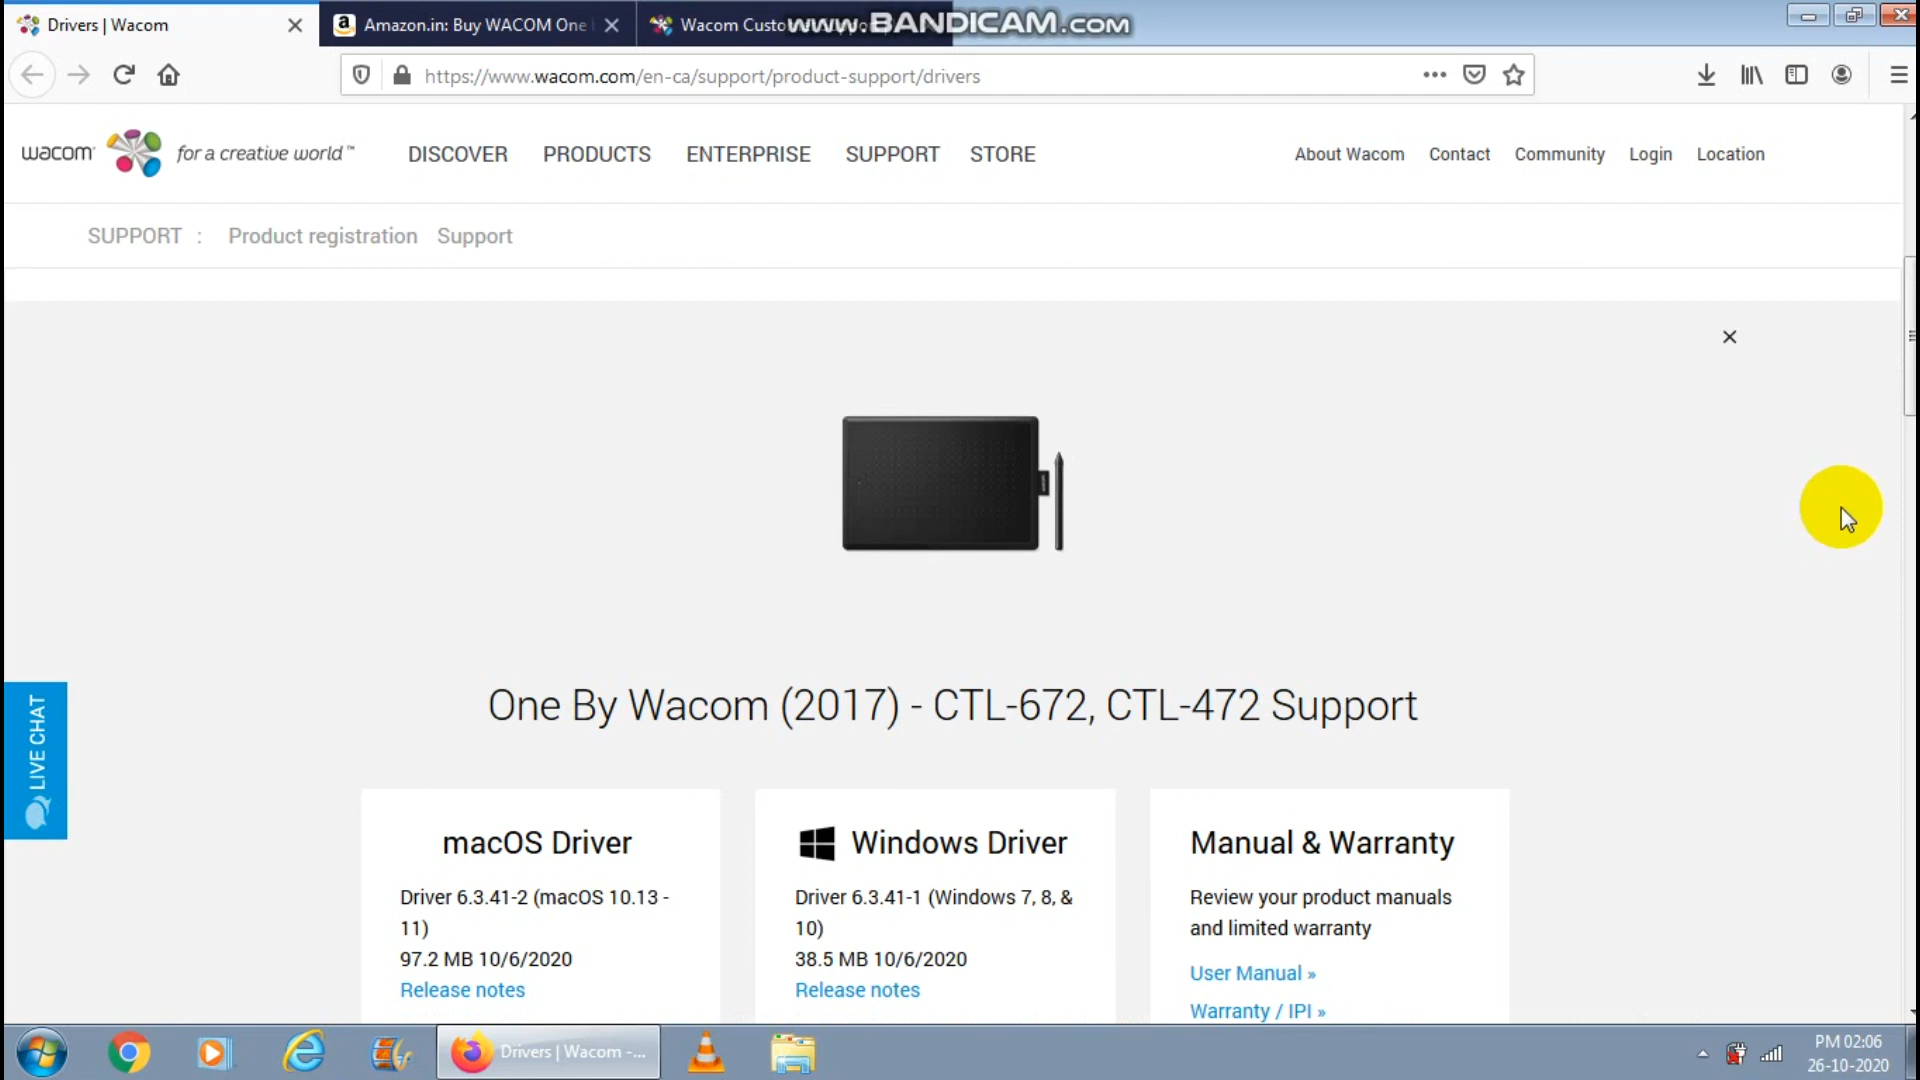 Drivers | Wacom
Amazon.in: Buy WACOM One
Wacom Custo
www.BANDICAM.com
https://www.wacom.com/en-ca/support/product-support/drivers
wacom for a creative world™
DISCOVER PRODUCTS ENTERPRISE SUPPORT STORE
About Wacom Contact Community Login Location
SUPPORT : Product registration Support
One By Wacom (2017) - CTL-672, CTL-472 Support
LIVE CHAT
macOS Driver
Driver 6.3.41-2 (macOS 10.13 -
11)
97.2 MB 10/6/2020
Release notes
Windows Driver
Driver 6.3.41-1 (Windows 7, 8, &
10)
38.5 MB 10/6/2020
Release notes
Manual & Warranty
Review your product manuals
and limited warranty
User Manual »
Warranty / IPI »
Drivers | Wacom -...
PM 02:06
26-10-2020